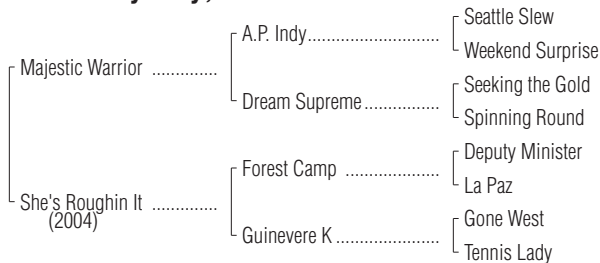 Seattle Slew
A.P. Indy..........................
Weekend Surprise
Majestic Warrior ..............
Seeking the Gold
Dream Supreme...............
Spinning Round
Deputy Minister
Forest Camp ....................
La Paz
She's Roughin It ..............
(2004)
Gone West
Guinevere K.....................
Tennis Lady